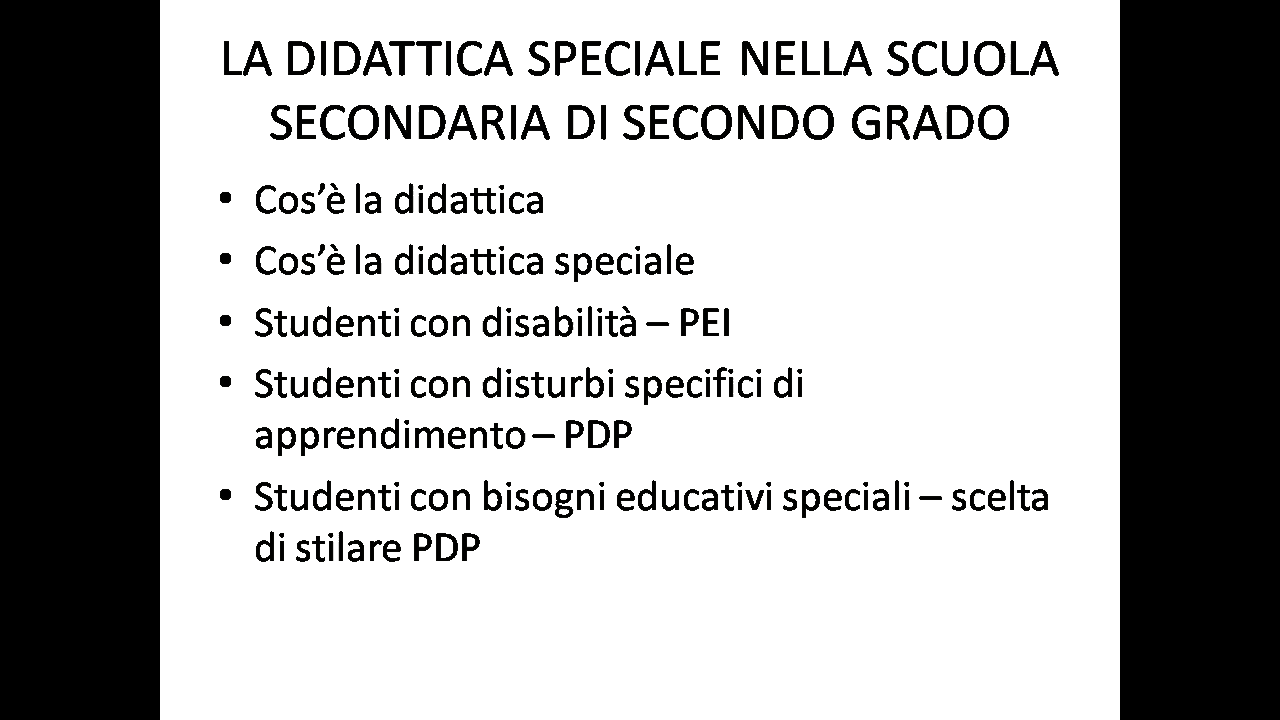 LA DIDATTICA SPECIALE NELLA SCUOLA
SECONDARIA DI SECONDO GRADO
• Cos’è la didattica
• Cos’è la didattica speciale
• Studenti con disabilità – PEI
• Studenti con disturbi specifici di
apprendimento – PDP
• Studenti con bisogni educativi speciali – scelta
di stilare PDP